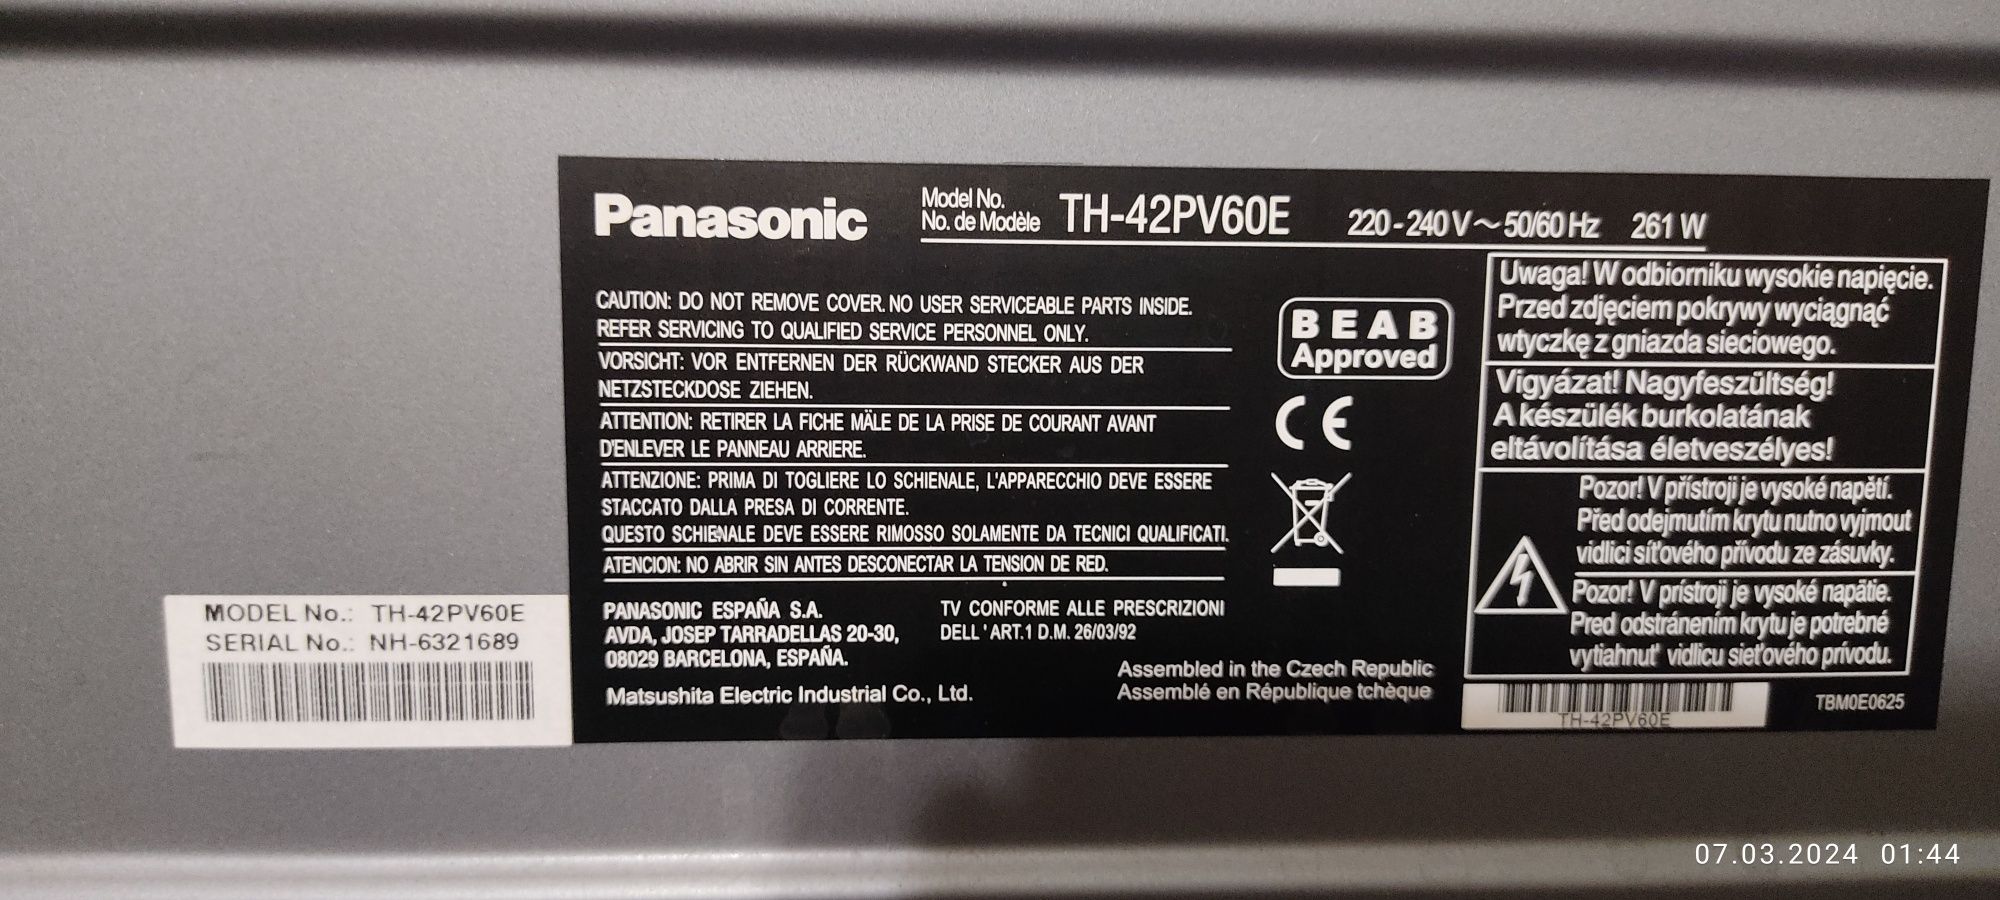 Panasonic
Model No.
No. de Modèle
TH-42PV60E
220-240V~50/60Hz 261W
CAUTION: DO NOT REMOVE COVER. NO USER SERVICEABLE PARTS INSIDE.
REFER SERVICING TO QUALIFIED SERVICE PERSONNEL ONLY.
VORSICHT: VOR ENTFERNEN DER RÜCKWAND STECKER AUS DER
NETZSTECKDOSE ZIEHEN.
ATTENTION: RETIRER LA FICHE MÄLE DE LA PRISE DE COURANT AVANT
D'ENLEVER LE PANNEAU ARRIERE.
ATTENZIONE: PRIMA DI TOGLIERE LO SCHIENALE, L'APPARECCHIO DEVE ESSERE
STACCATO DALLA PRESA DI CORRENTE.
QUESTO SCHIENALE DEVE ESSERE RIMOSSO SOLAMENTE DA TECNICI QUALIFICATI.
ATENCION: NO ABRIR SIN ANTES DESCONECTAR LA TENSION DE RED.
PANASONIC ESPAÑA S.A.
AVDA, JOSEP TARRADELLAS 20-30,
08029 BARCELONA, ESPAÑA.
TV CONFORME ALLE PRESCRIZIONI
DELL'ART.1 D.M. 26/03/92
Matsushita Electric Industrial Co., Ltd.
Assembled in the Czech Republic
Assemblé en République tchèque
BEAB
Approved
CE
Uwaga! W odbiorniku wysokie napięcie.
Przed zdjęciem pokrywy wyciągnąć
wtyczkę z gniazda sieciowego.
Vigyázat! Nagyfeszültség!
A készülék burkolatának
eltávolítása életveszélyes!
Pozor! V přístroji je vysoké napětí.
Před odejmutím krytu nutno vyjmout
vidlici síťového přívodu ze zásuvky.
Pozor! V prístroji je vysoké napätie.
Pred odstránením krytu je potrebné
vytiahnuť vidlicu sieťového prívodu.
TH-42PV60E
TBM0E0625
MODEL No.: TH-42PV60E
SERIAL No.: NH-6321689
07.03.2024 01:44